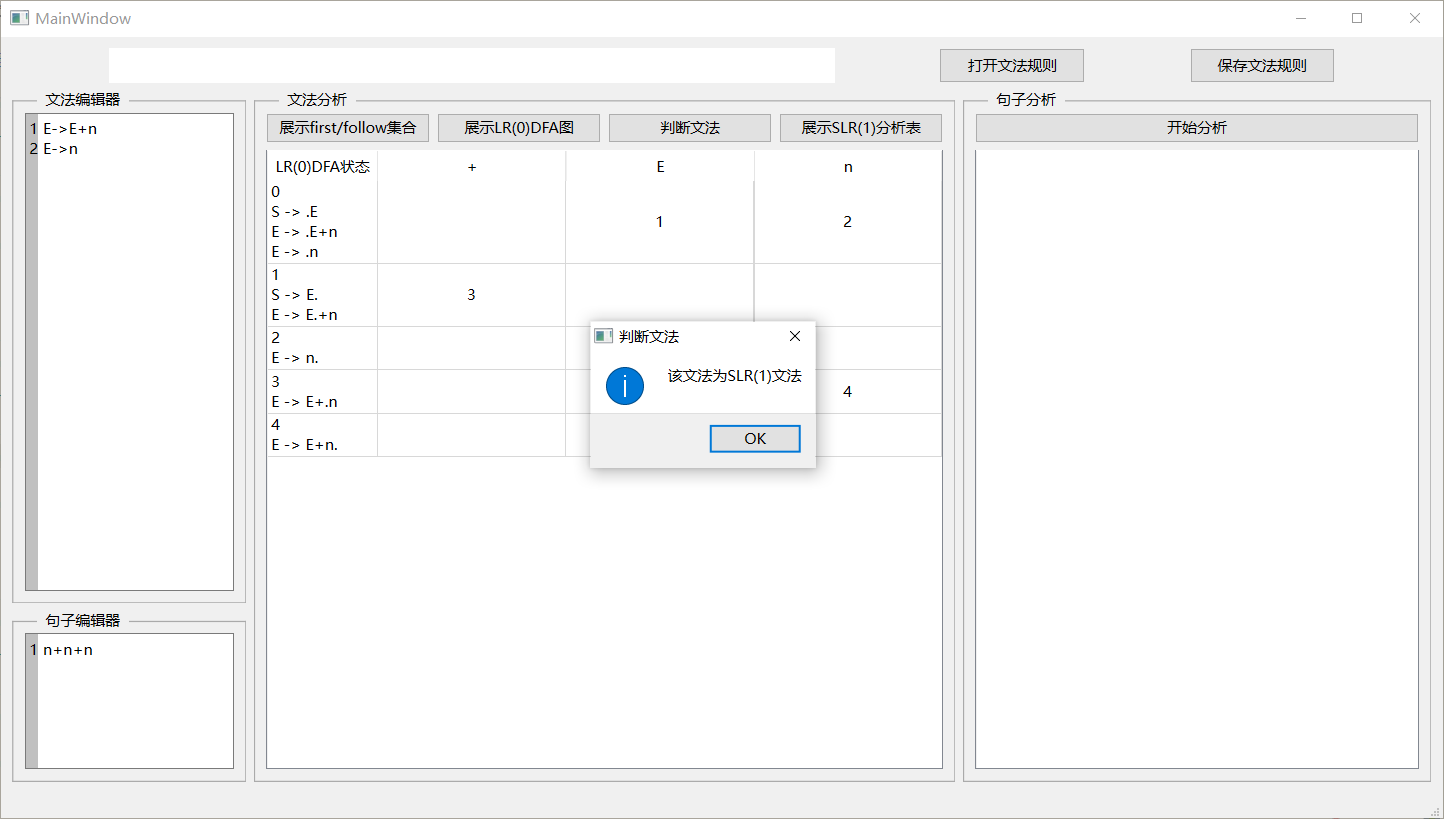 MainWindow
打开文法规则
保存文法规则
文法编辑器
1 E->E+n
2 E->n
句子编辑器
1 n+n+n
文法分析
展示first/follow集合
展示LR(0)DFA图
判断文法
展示SLR(1)分析表
LR(0)DFA状态 + E n
0
S -> .E
E -> .E+n
E -> .n
1 2
1
S -> E.
E -> E.+n
3
2
E -> n.
3
E -> E+.n
4
4
E -> E+n.
判断文法
该文法为SLR(1)文法
OK
句子分析
开始分析